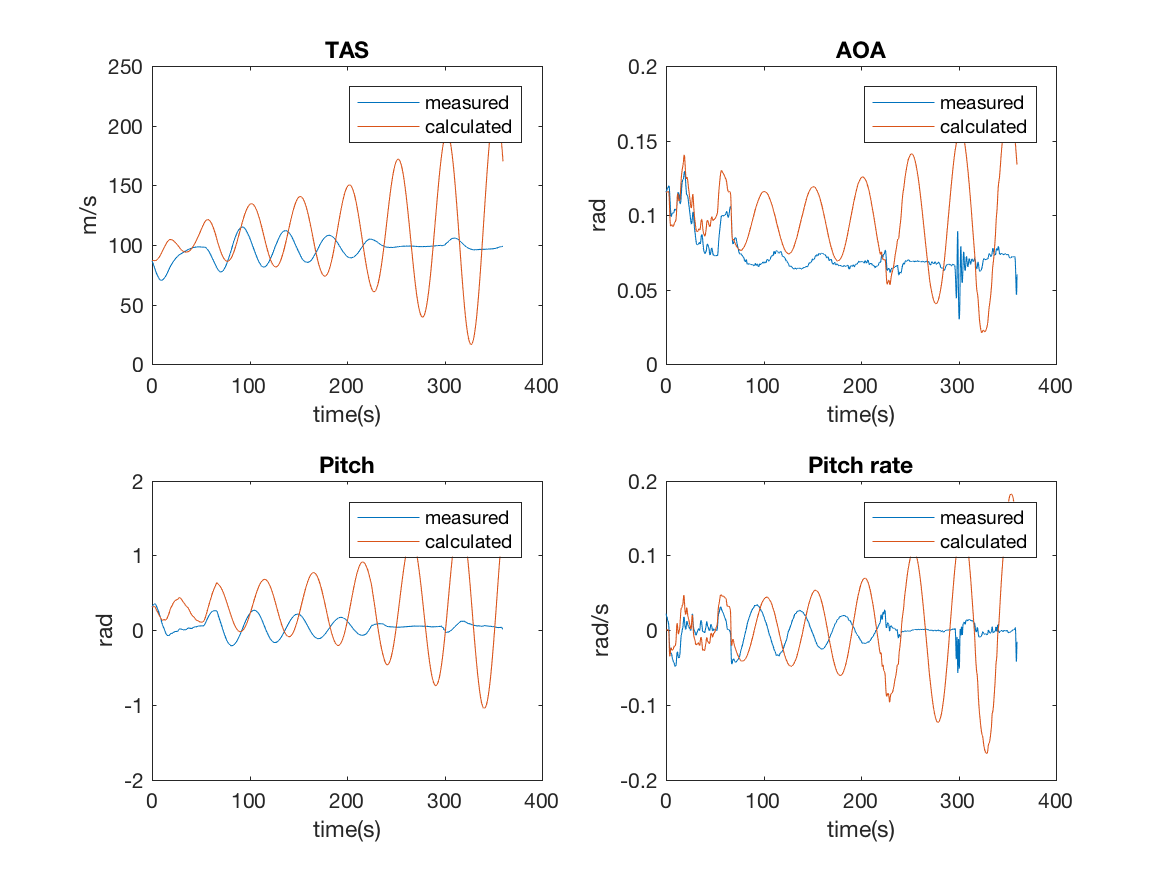 TAS
250
200
150
100
50
0
m/s
measured
calculated
0 100 200 300 400
time(s)
AOA
0.2
0.15
0.1
0.05
0
rad
measured
calculated
0 100 200 300 400
time(s)
Pitch
2
1
0
-1
-2
rad
measured
calculated
0 100 200 300 400
time(s)
Pitch rate
0.2
0.1
0
-0.1
-0.2
rad/s
measured
calculated
0 100 200 300 400
time(s)